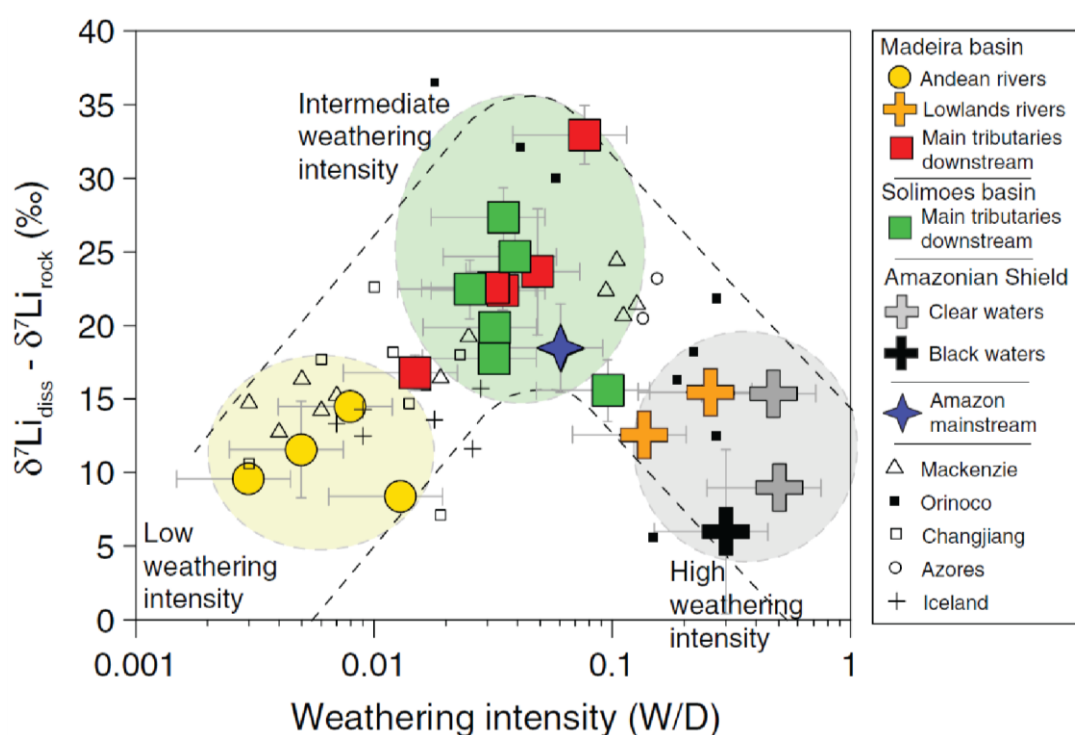 40
35
30
25
20
15
10
5
0
δ⁷Li_diss - δ⁷Li_rock (‰)
0.001
0.01
0.1
1
Weathering intensity (W/D)
Intermediate
weathering
intensity
Low
weathering
intensity
High
weathering
intensity
Madeira basin
Andean rivers
Lowlands rivers
Main tributaries
downstream
Solimoes basin
Main tributaries
downstream
Amazonian Shield
Clear waters
Black waters
Amazon
mainstream
Mackenzie
Orinoco
Changjiang
Azores
Iceland